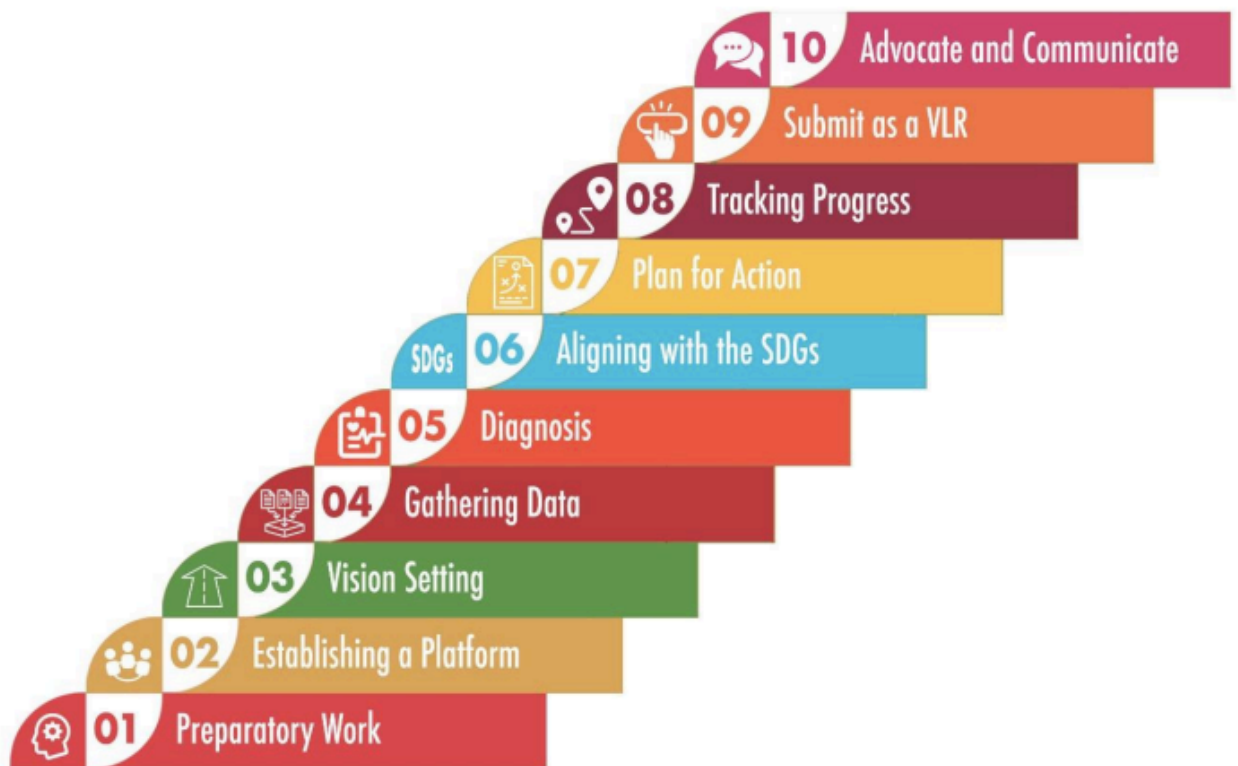 10 Advocate and Communicate
09 Submit as a VLR
08 Tracking Progress
07 Plan for Action
SDGs 06 Aligning with the SDGs
05 Diagnosis
04 Gathering Data
03 Vision Setting
02 Establishing a Platform
01 Preparatory Work